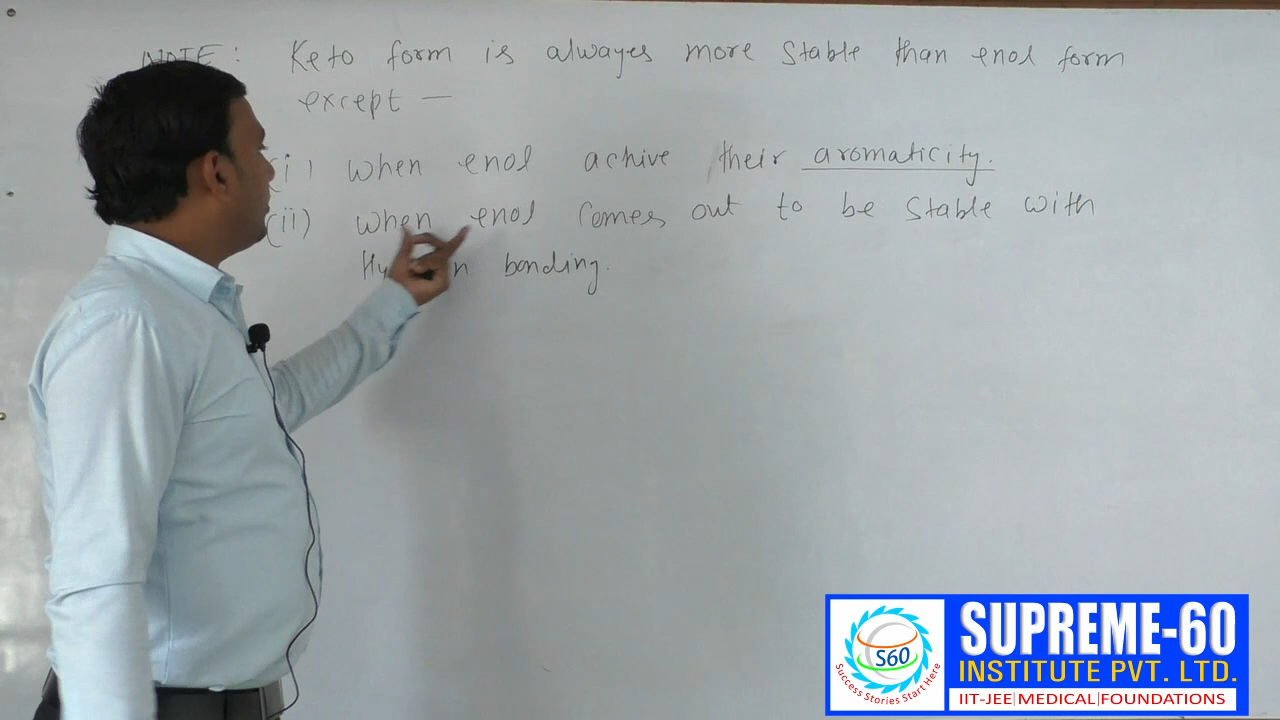 NOTE : Keto form is alwayes more stable than enol form
except —
(i) When enol achive their aromaticity.
(ii) When enol comes out to be stable with
bonding.
S60
Success Stories Start Here
SUPREME-60
INSTITUTE PVT. LTD.
IIT-JEE|MEDICAL|FOUNDATIONS